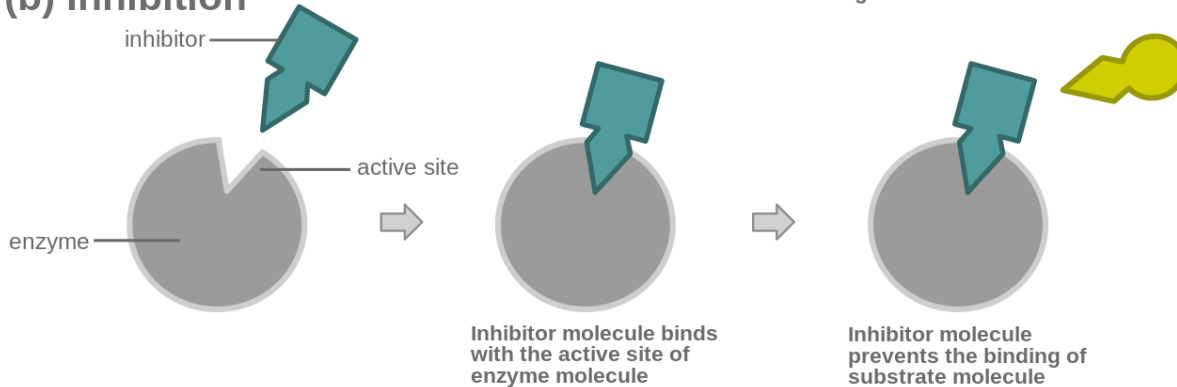 (b) Inhibition
inhibitor
active site
enzyme
Inhibitor molecule binds
with the active site of
enzyme molecule
Inhibitor molecule
prevents the binding of
substrate molecule